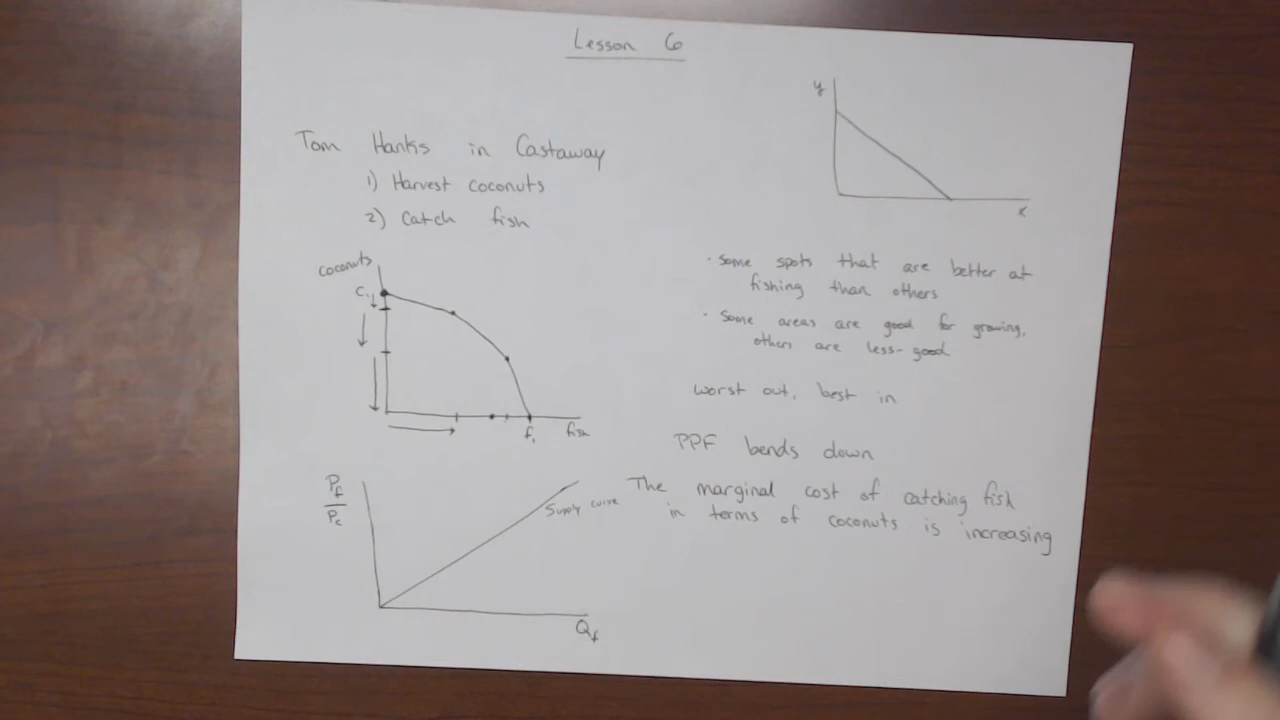 Lesson 6
y
x
Tom Hanks in Castaway
1) Harvest coconuts
2) Catch fish
coconuts
C₁
f₁
fish
· Some spots that are better at
fishing than others
· Some areas are good for growing,
others are less-good
worst out, best in
PPF bends down
The marginal cost of catching fish
in terms of coconuts is increasing
Pf
Pc
Supply curve
Qf